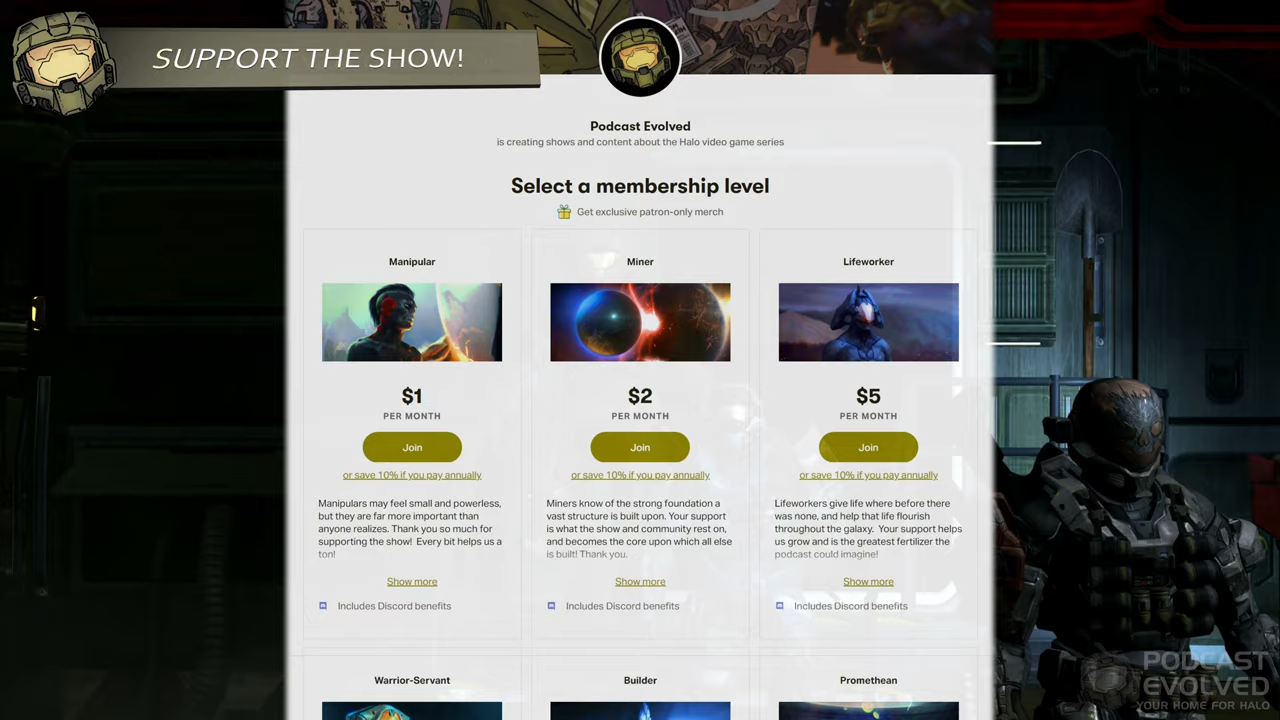 SUPPORT THE SHOW!
Podcast Evolved
is creating shows and content about the Halo video game series
Select a membership level
Get exclusive patron-only merch
Manipular
$1
PER MONTH
Join
or save 10% if you pay annually
Manipulars may feel small and powerless,
but they are far more important than
anyone realizes. Thank you so much for
supporting the show! Every bit helps us a
ton!
Show more
Includes Discord benefits
Miner
$2
PER MONTH
Join
or save 10% if you pay annually
Miners know of the strong foundation a
vast structure is built upon. Your support
is what the show and community rest on,
and becomes the core upon which all else
is built! Thank you.
Show more
Includes Discord benefits
Lifeworker
$5
PER MONTH
Join
or save 10% if you pay annually
Lifeworkers give life where before there
was none, and help that life flourish
throughout the galaxy. Your support helps
us grow and is the greatest fertilizer the
podcast could imagine!
Show more
Includes Discord benefits
Warrior-Servant
Builder
Promethean
PODCAST
EVOLVED
YOUR HOME FOR HALO